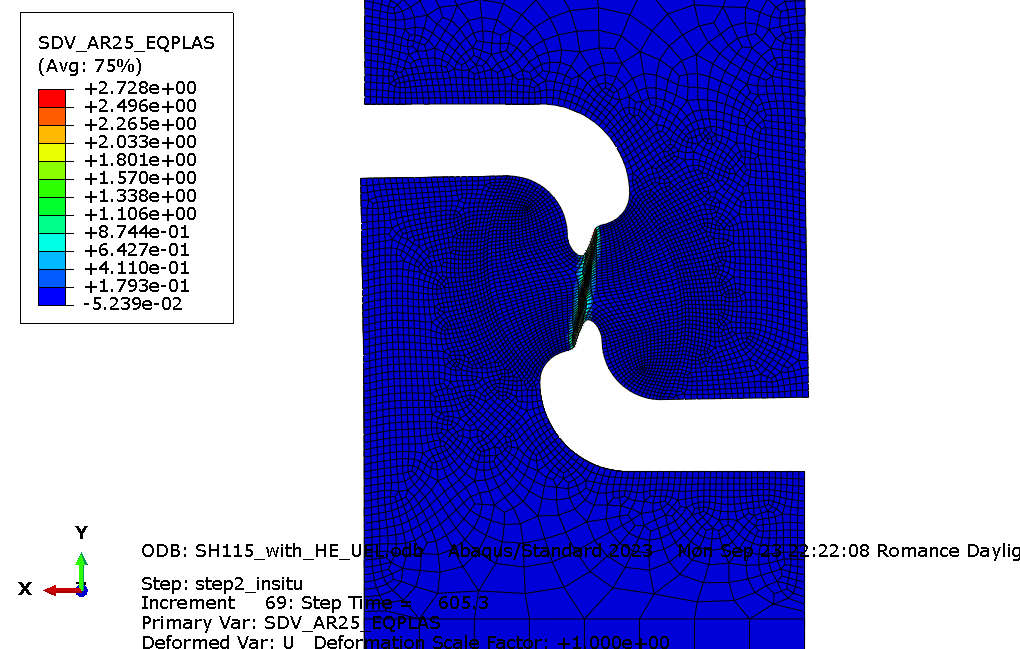 SDV_AR25_EQPLAS
(Avg: 75%)
+2.728e+00
+2.496e+00
+2.265e+00
+2.033e+00
+1.801e+00
+1.570e+00
+1.338e+00
+1.106e+00
+8.744e-01
+6.427e-01
+4.110e-01
+1.793e-01
-5.239e-02
Y
X
ODB: SH115_with_HE_UEL.odb Abaqus/Standard 2023 Mon Sep 23 22:22:08 Romance Daylig
Step: step2_insitu
Increment 69: Step Time = 605.3
Primary Var: SDV_AR25_EQPLAS
Deformed Var: U Deformation Scale Factor: +1.000e+00